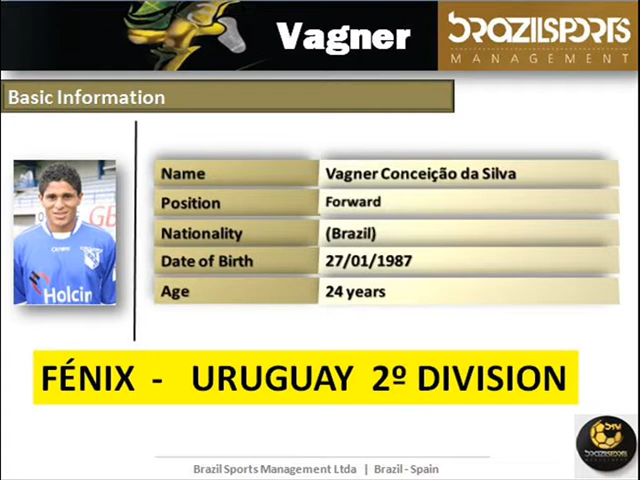 Vagner
BRAZILSPORTS
MANAGEMENT
Basic Information
Name Vagner Conceição da Silva
Position Forward
Nationality (Brazil)
Date of Birth 27/01/1987
Age 24 years
Holcim
FÉNIX - URUGUAY 2º DIVISION
BRAZILSPORTS
Brazil Sports Management Ltda | Brazil - Spain